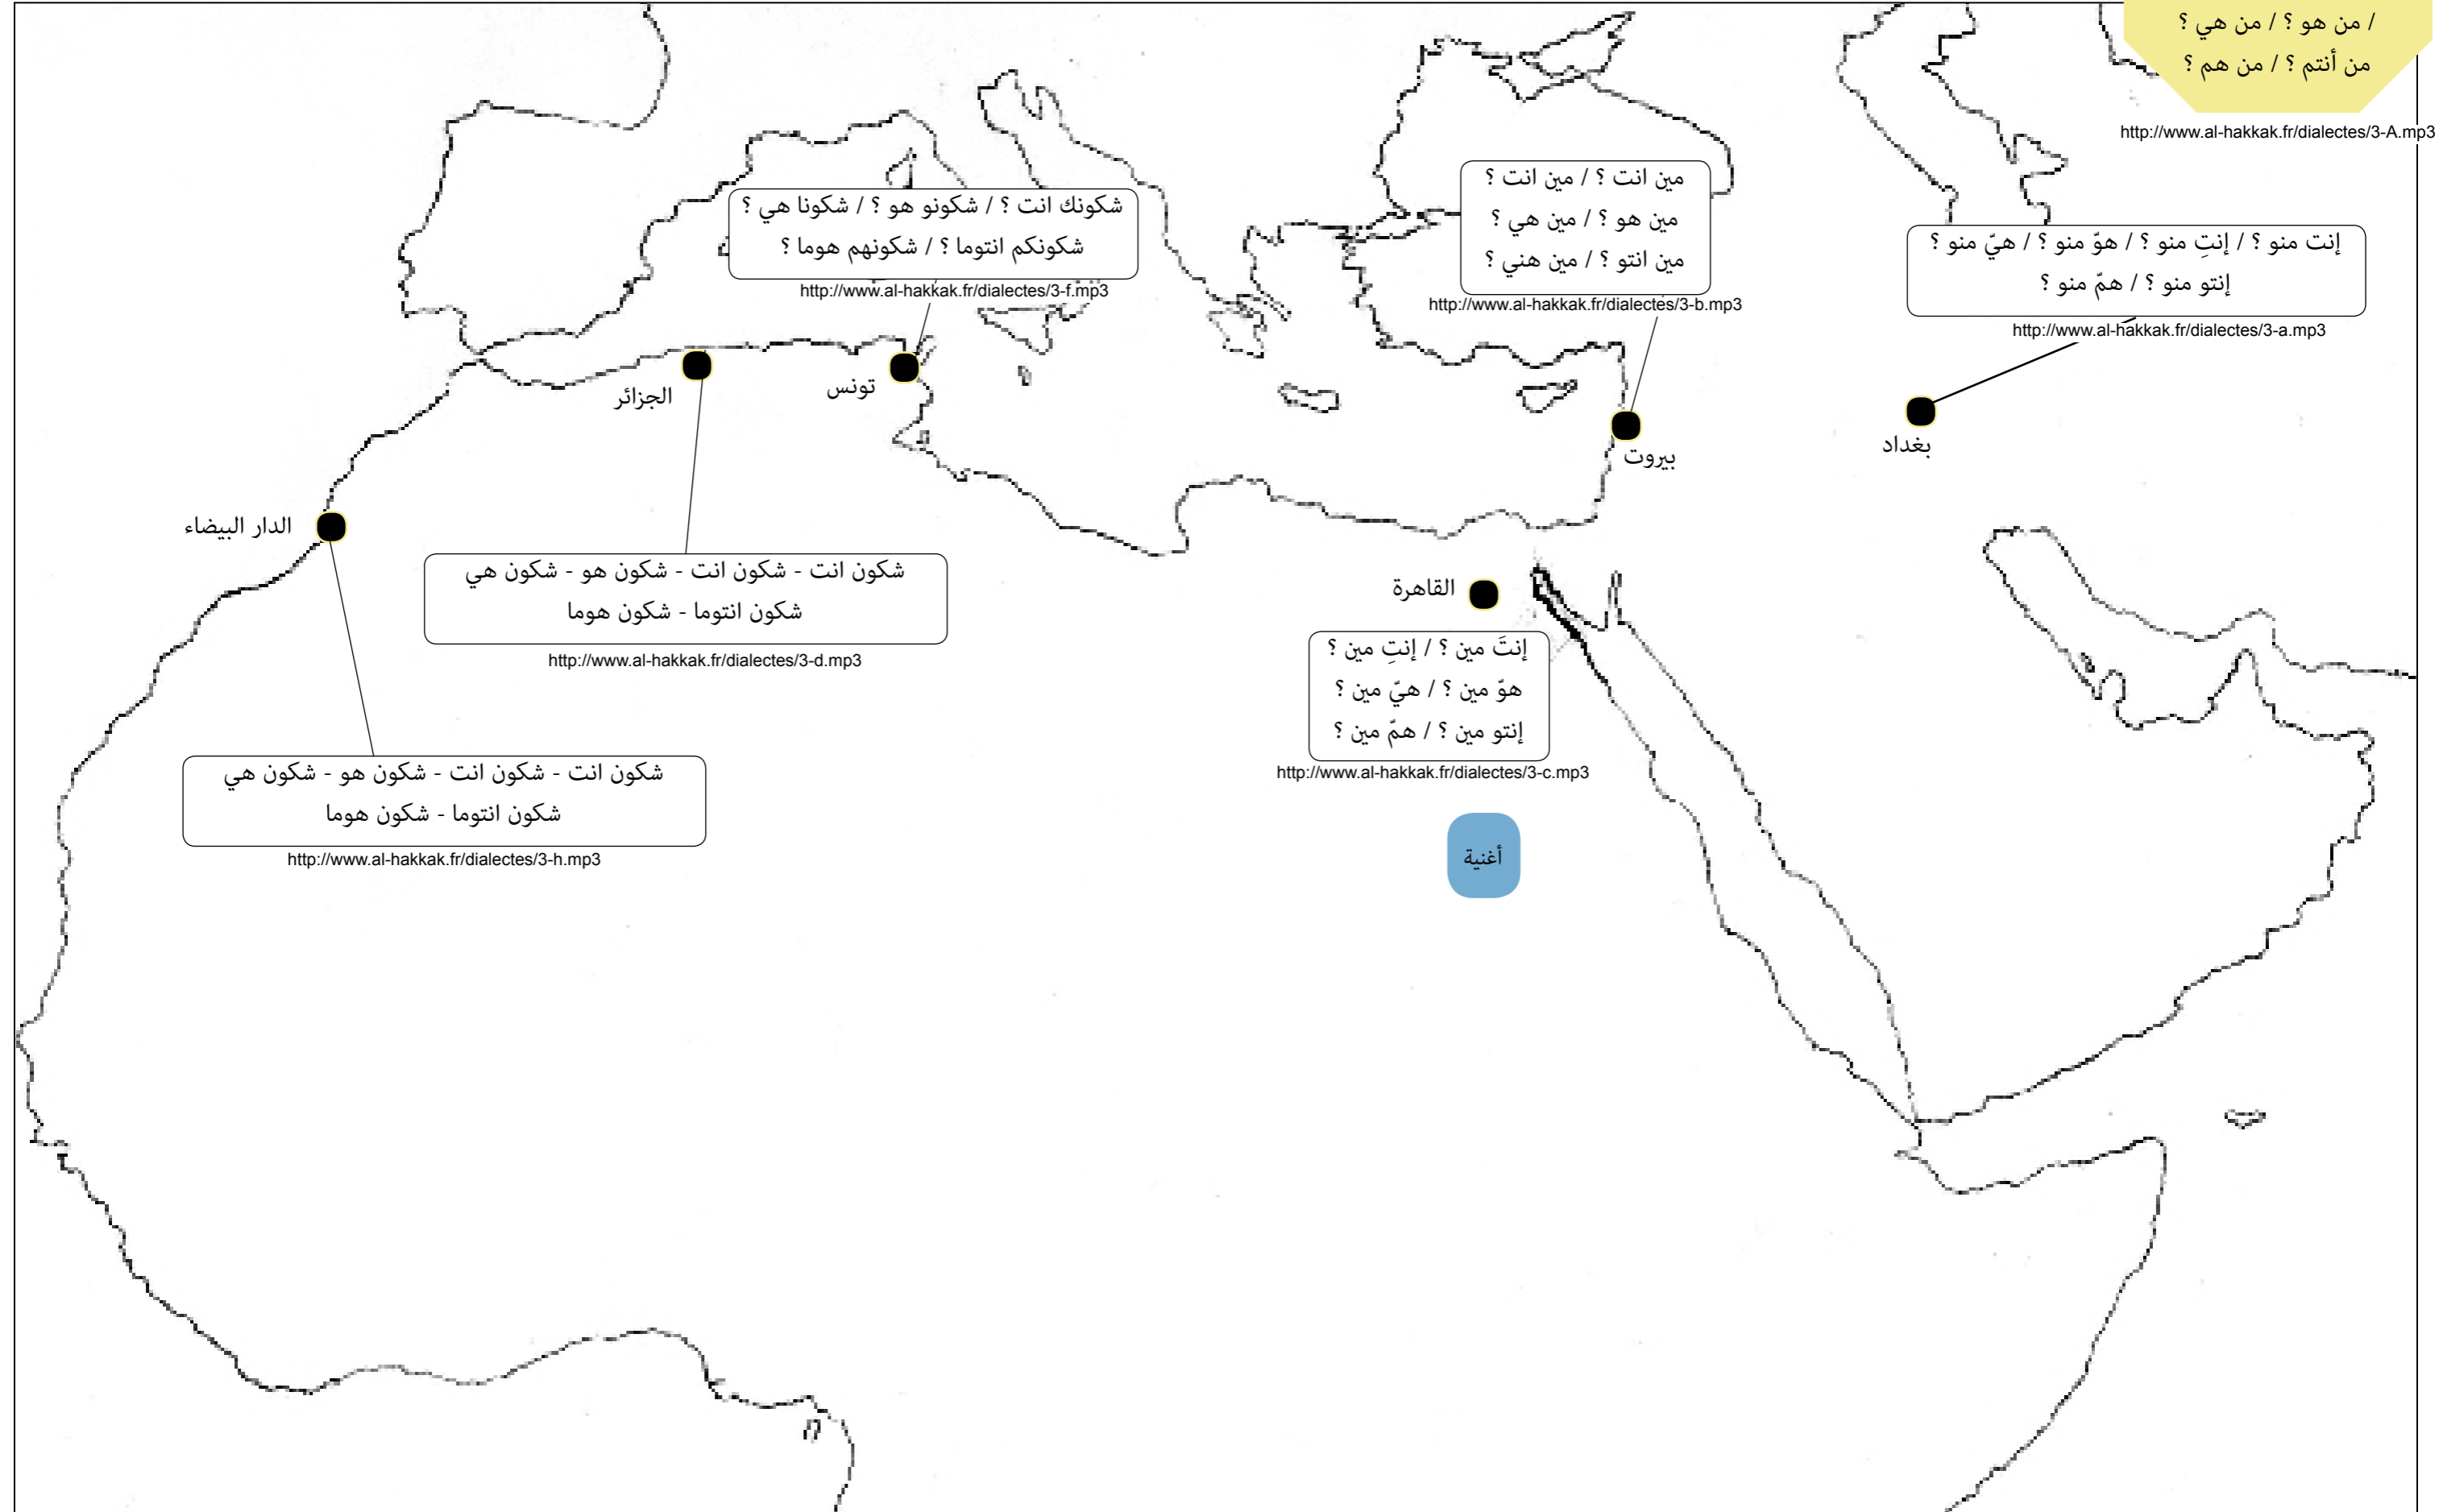 / من هو ؟ / من هي ؟
من أنتم ؟ / من هم ؟
http://www.al-hakkak.fr/dialectes/3-A.mp3
مين انت ؟ / مين انت ؟
مين هو ؟ / مين هي ؟
مين انتو ؟ / مين هني ؟
http://www.al-hakkak.fr/dialectes/3-b.mp3
شكونك انت ؟ / شكونو هو ؟ / شكونا هي ؟
شكونكم انتوما ؟ / شكونهم هوما ؟
http://www.al-hakkak.fr/dialectes/3-f.mp3
إنت منو ؟ / إنتِ منو ؟ / هوّ منو ؟ / هيّ منو ؟
إنتو منو ؟ / همّ منو ؟
http://www.al-hakkak.fr/dialectes/3-a.mp3
تونس
الجزائر
بغداد
بيروت
الدار البيضاء
شكون انت - شكون انت - شكون هو - شكون هي
شكون انتوما - شكون هوما
http://www.al-hakkak.fr/dialectes/3-d.mp3
القاهرة
إنتَ مين ؟ / إنتِ مين ؟
هوّ مين ؟ / هيّ مين ؟
إنتو مين ؟ / همّ مين ؟
http://www.al-hakkak.fr/dialectes/3-c.mp3
شكون انت - شكون انت - شكون هو - شكون هي
شكون انتوما - شكون هوما
http://www.al-hakkak.fr/dialectes/3-h.mp3
أغنية